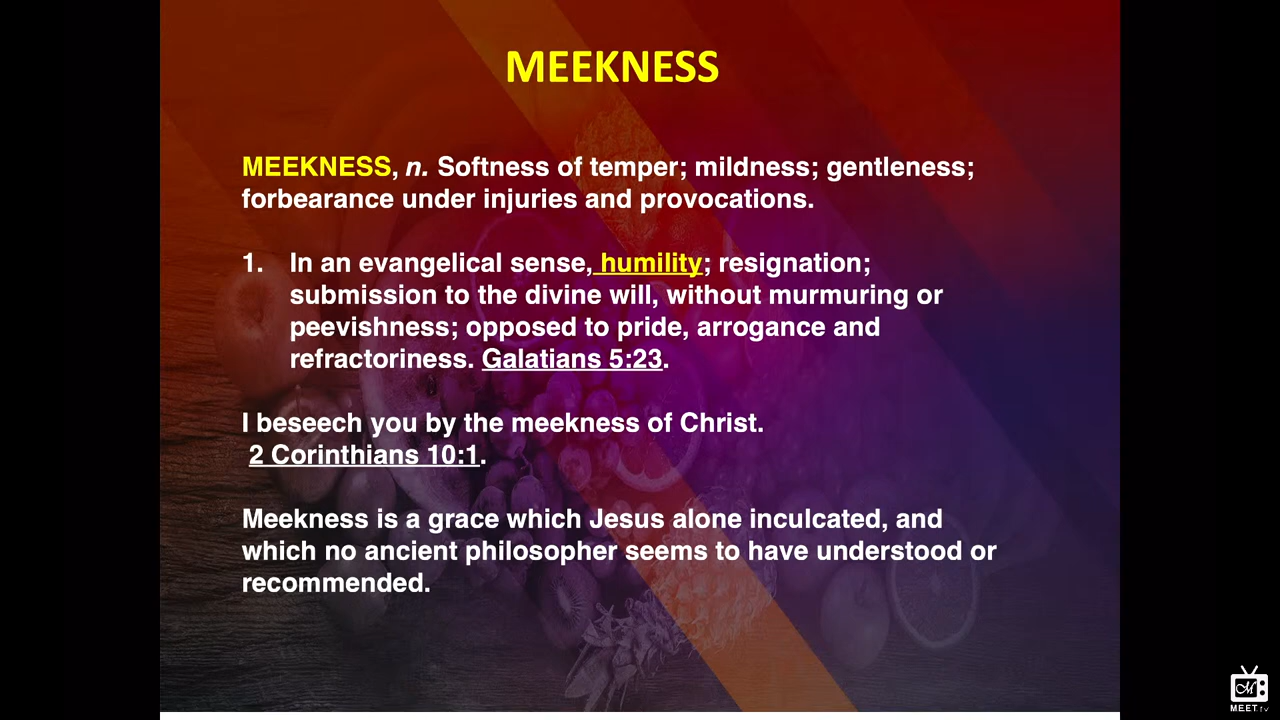 MEEKNESS
MEEKNESS, n. Softness of temper; mildness; gentleness;
forbearance under injuries and provocations.
1. In an evangelical sense, humility; resignation;
submission to the divine will, without murmuring or
peevishness; opposed to pride, arrogance and
refractoriness. Galatians 5:23.
I beseech you by the meekness of Christ.
2 Corinthians 10:1.
Meekness is a grace which Jesus alone inculcated, and
which no ancient philosopher seems to have understood or
recommended.
M
MEET.tv